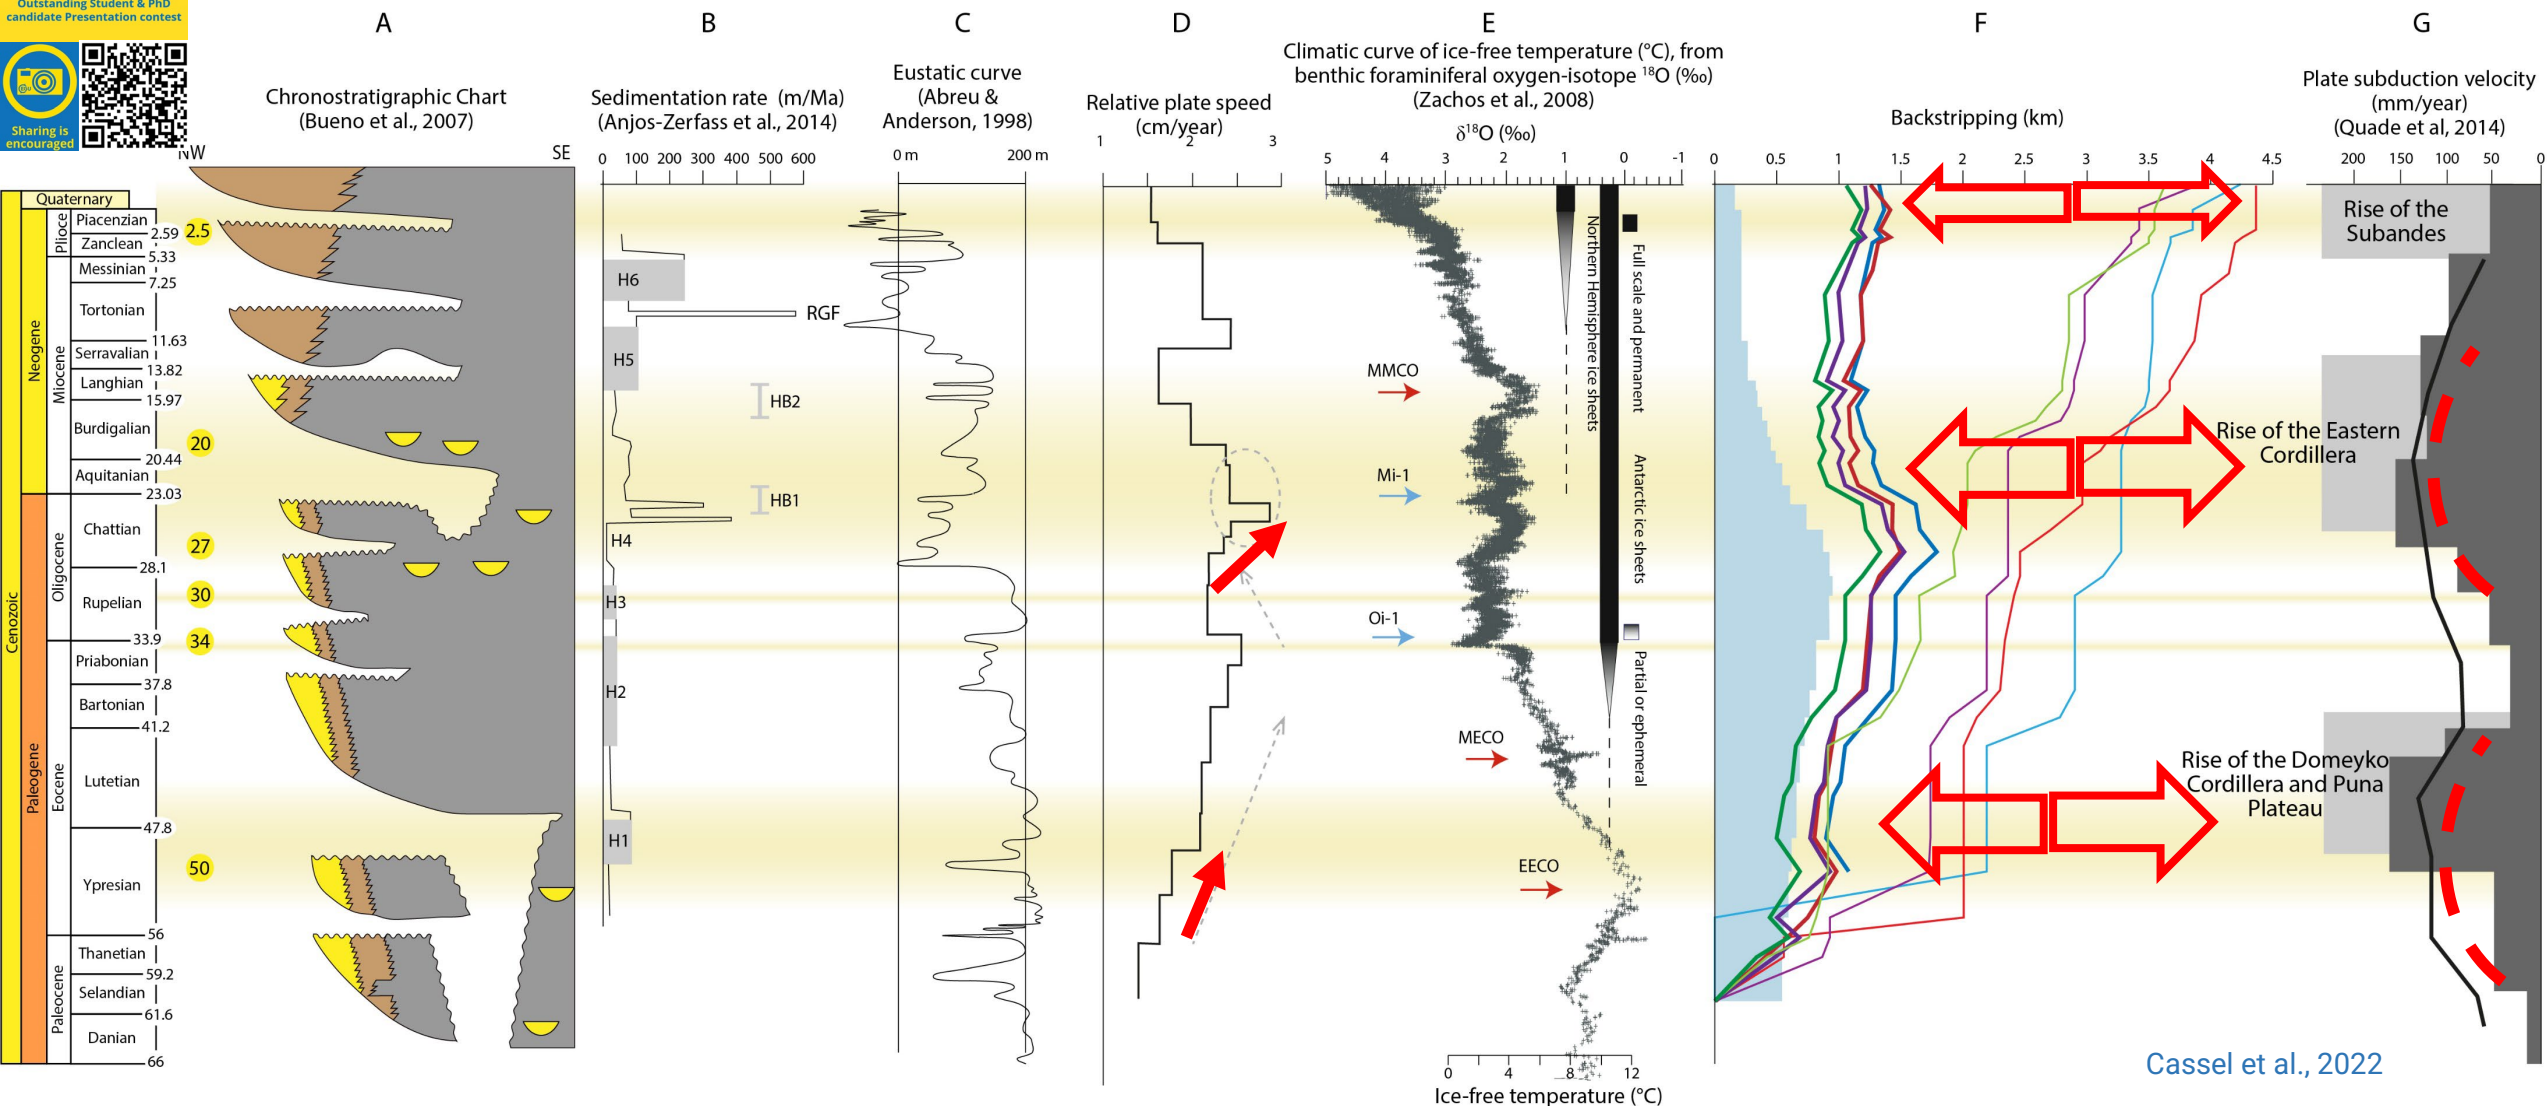 Outstanding Student & PhD
candidate Presentation contest
Sharing is
encouraged
A
B
C
D
E
F
G
Chronostratigraphic Chart
(Bueno et al., 2007)
NW
SE
Sedimentation rate (m/Ma)
(Anjos-Zerfass et al., 2014)
0 100 200 300 400 500 600
Eustatic curve
(Abreu &
Anderson, 1998)
0 m
200 m
Relative plate speed
(cm/year)
1 2 3
Climatic curve of ice-free temperature (°C), from
benthic foraminiferal oxygen-isotope ¹⁸O (‰)
(Zachos et al., 2008)
δ¹⁸O (‰)
5 4 3 2 1 0 -1
Backstripping (km)
0 0.5 1 1.5 2 2.5 3 3.5 4 4.5
Plate subduction velocity
(mm/year)
(Quade et al, 2014)
200 150 100 50 0
Cenozoic
Neogene
Paleogene
Quaternary
Plioce
Miocene
Oligocene
Eocene
Paleocene
Piacenzian
2.59
Zanclean
5.33
Messinian
7.25
Tortonian
11.63
Serravalian
13.82
Langhian
15.97
Burdigalian
20.44
Aquitanian
23.03
Chattian
28.1
Rupelian
33.9
Priabonian
37.8
Bartonian
41.2
Lutetian
47.8
Ypresian
56
Thanetian
59.2
Selandian
61.6
Danian
66
2.5
20
27
30
34
50
H6
RGF
H5
HB2
HB1
H4
H3
H2
H1
MMCO
Mi-1
Oi-1
MECO
EECO
Northern Hemisphere ice sheets
Full scale and permanent
Antarctic ice sheets
Partial or ephemeral
0 4 8 12
Ice-free temperature (°C)
Rise of the
Subandes
Rise of the Eastern
Cordillera
Rise of the Domeyko
Cordillera and Puna
Plateau
Cassel et al., 2022